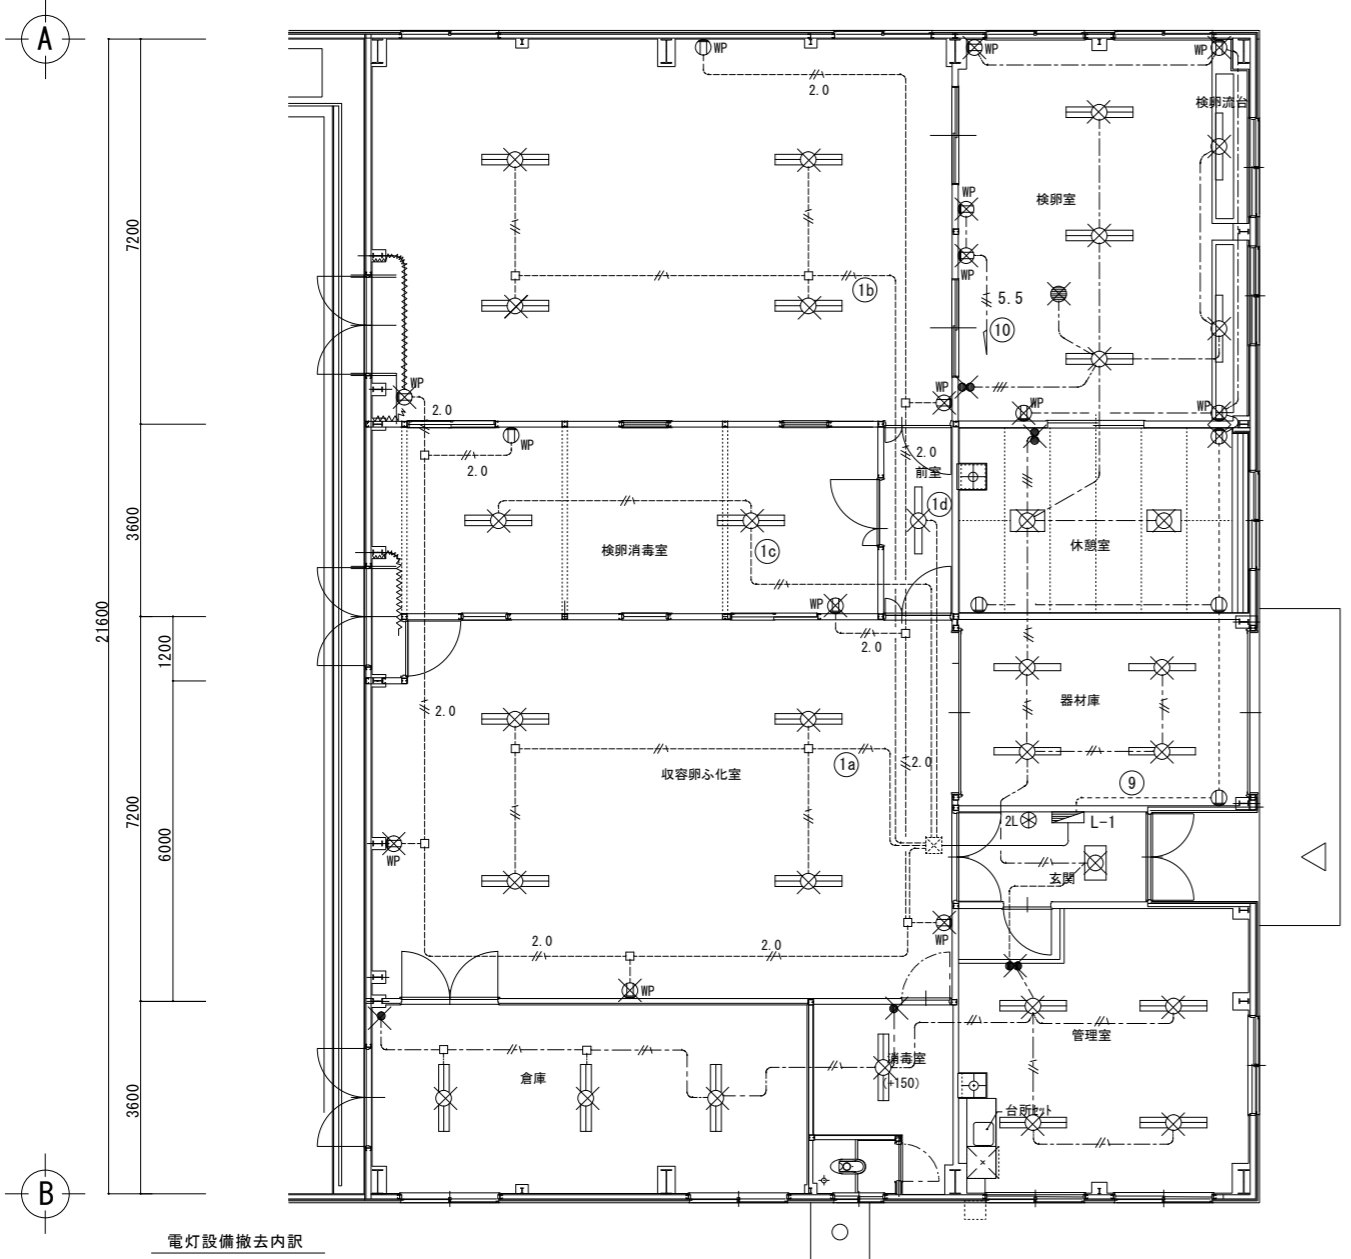 A
WP
2.0
WP
WP
検卵流台
7200
WP
検卵室
WP
5.5
1b
10
WP
2.0
WP
WP
WP
2.0
WP
2.0
前室
1d
3600
検卵消毒室
1c
休憩室
WP
2.0
21600
1200
2.0
器材庫
収容卵ふ化室
1a
2.0
9
7200
6000
2L
L-1
WP
玄関
WP
2.0
2.0
WP
管理室
倉庫
消毒室
(+150)
3600
台所セット
B
電灯設備撤去内訳